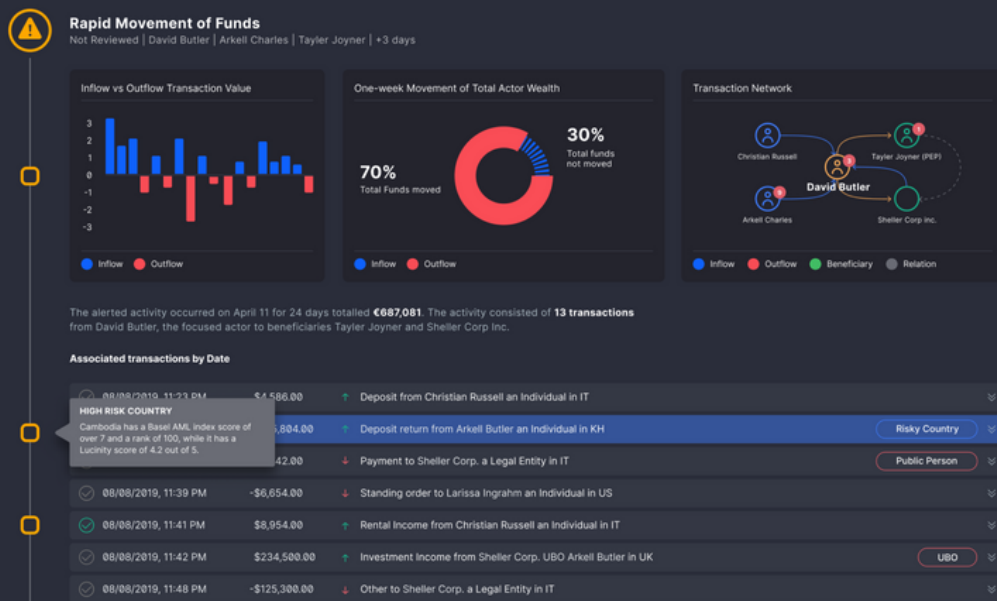 Rapid Movement of Funds
Not Reviewed | David Butler | Arkell Charles | Tayler Joyner | +3 days
Inflow vs Outflow Transaction Value
3
2
1
0
-1
-2
-3
Inflow Outflow
One-week Movement of Total Actor Wealth
70%
Total Funds moved
30%
Total funds
not moved
Inflow Outflow
Transaction Network
Christian Russell
Tayler Joyner (PEP)
1
3
David Butler
Arkell Charles
Sheller Corp Inc.
Inflow Outflow Beneficiary Relation
The alerted activity occurred on April 11 for 24 days totalled €687,081. The activity consisted of 13 transactions
from David Butler, the focused actor to beneficiaries Tayler Joyner and Sheller Corp Inc.
Associated transactions by Date
08/08/2019, 11:23 PM $4,586.00 Deposit from Christian Russell an Individual in IT
HIGH RISK COUNTRY
Cambodia has a Basel AML Index score of
over 7 and a rank of 100, while it has a
Lucinity score of 4.2 out of 5.
,804.00 Deposit return from Arkell Butler an Individual in KH Risky Country
42.00 Payment to Sheller Corp. a Legal Entity in IT Public Person
08/08/2019, 11:39 PM -$6,654.00 Standing order to Larissa Ingrahm an Individual in US
08/08/2019, 11:41 PM $8,954.00 Rental Income from Christian Russell an Individual in IT
08/08/2019, 11:42 PM $234,500.00 Investment Income from Sheller Corp. UBO Arkell Butler in UK UBO
08/08/2019, 11:48 PM -$125,300.00 Other to Sheller Corp. a Legal Entity in IT